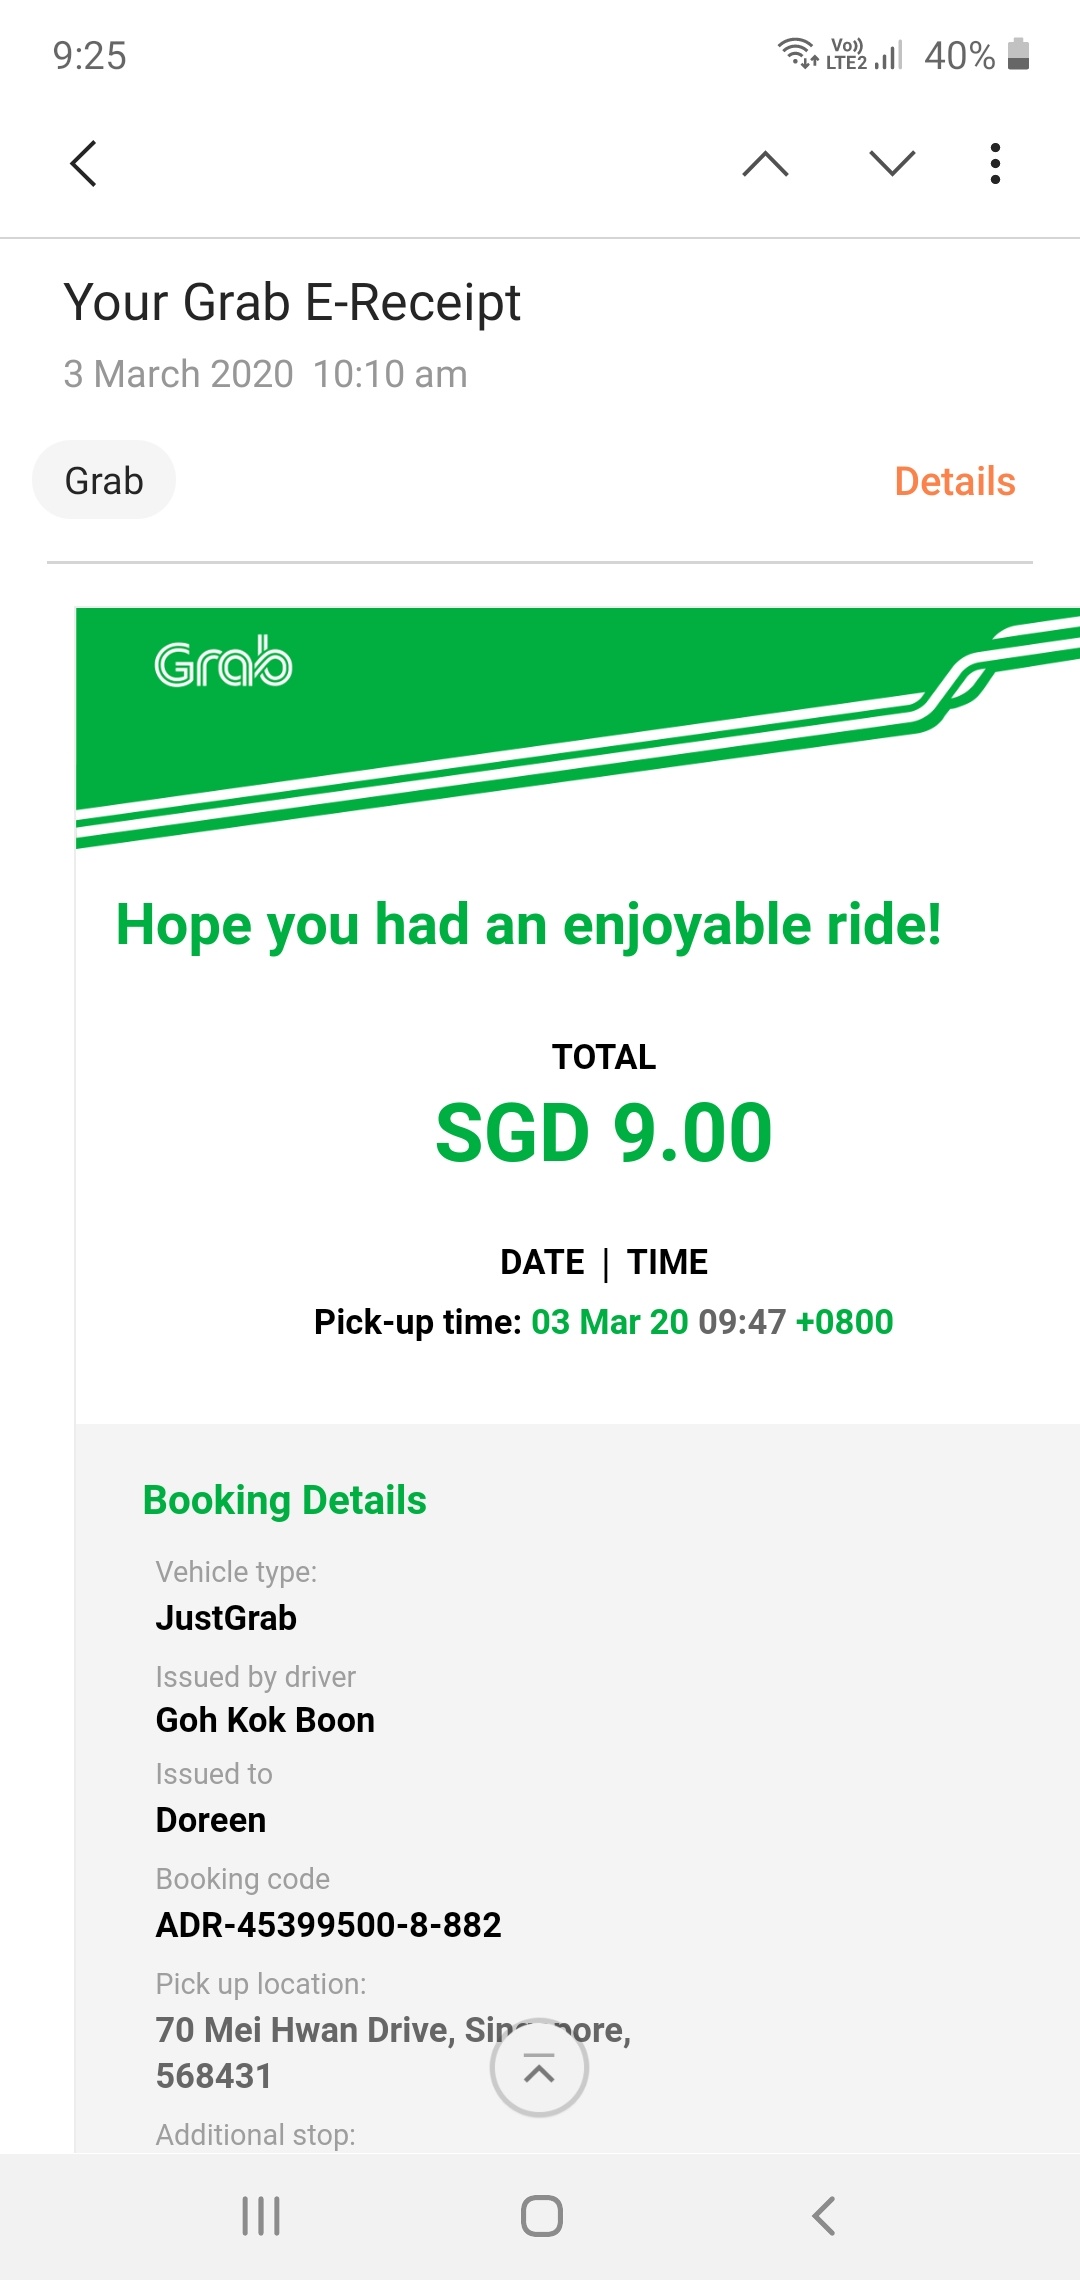 9:25
Vo)) LTE2 40%
Your Grab E-Receipt
3 March 2020 10:10 am
Grab
Details
Grab
Hope you had an enjoyable ride!
TOTAL
SGD 9.00
DATE | TIME
Pick-up time: 03 Mar 20 09:47 +0800
Booking Details
Vehicle type:
JustGrab
Issued by driver
Goh Kok Boon
Issued to
Doreen
Booking code
ADR-45399500-8-882
Pick up location:
70 Mei Hwan Drive, Singapore,
568431
Additional stop: